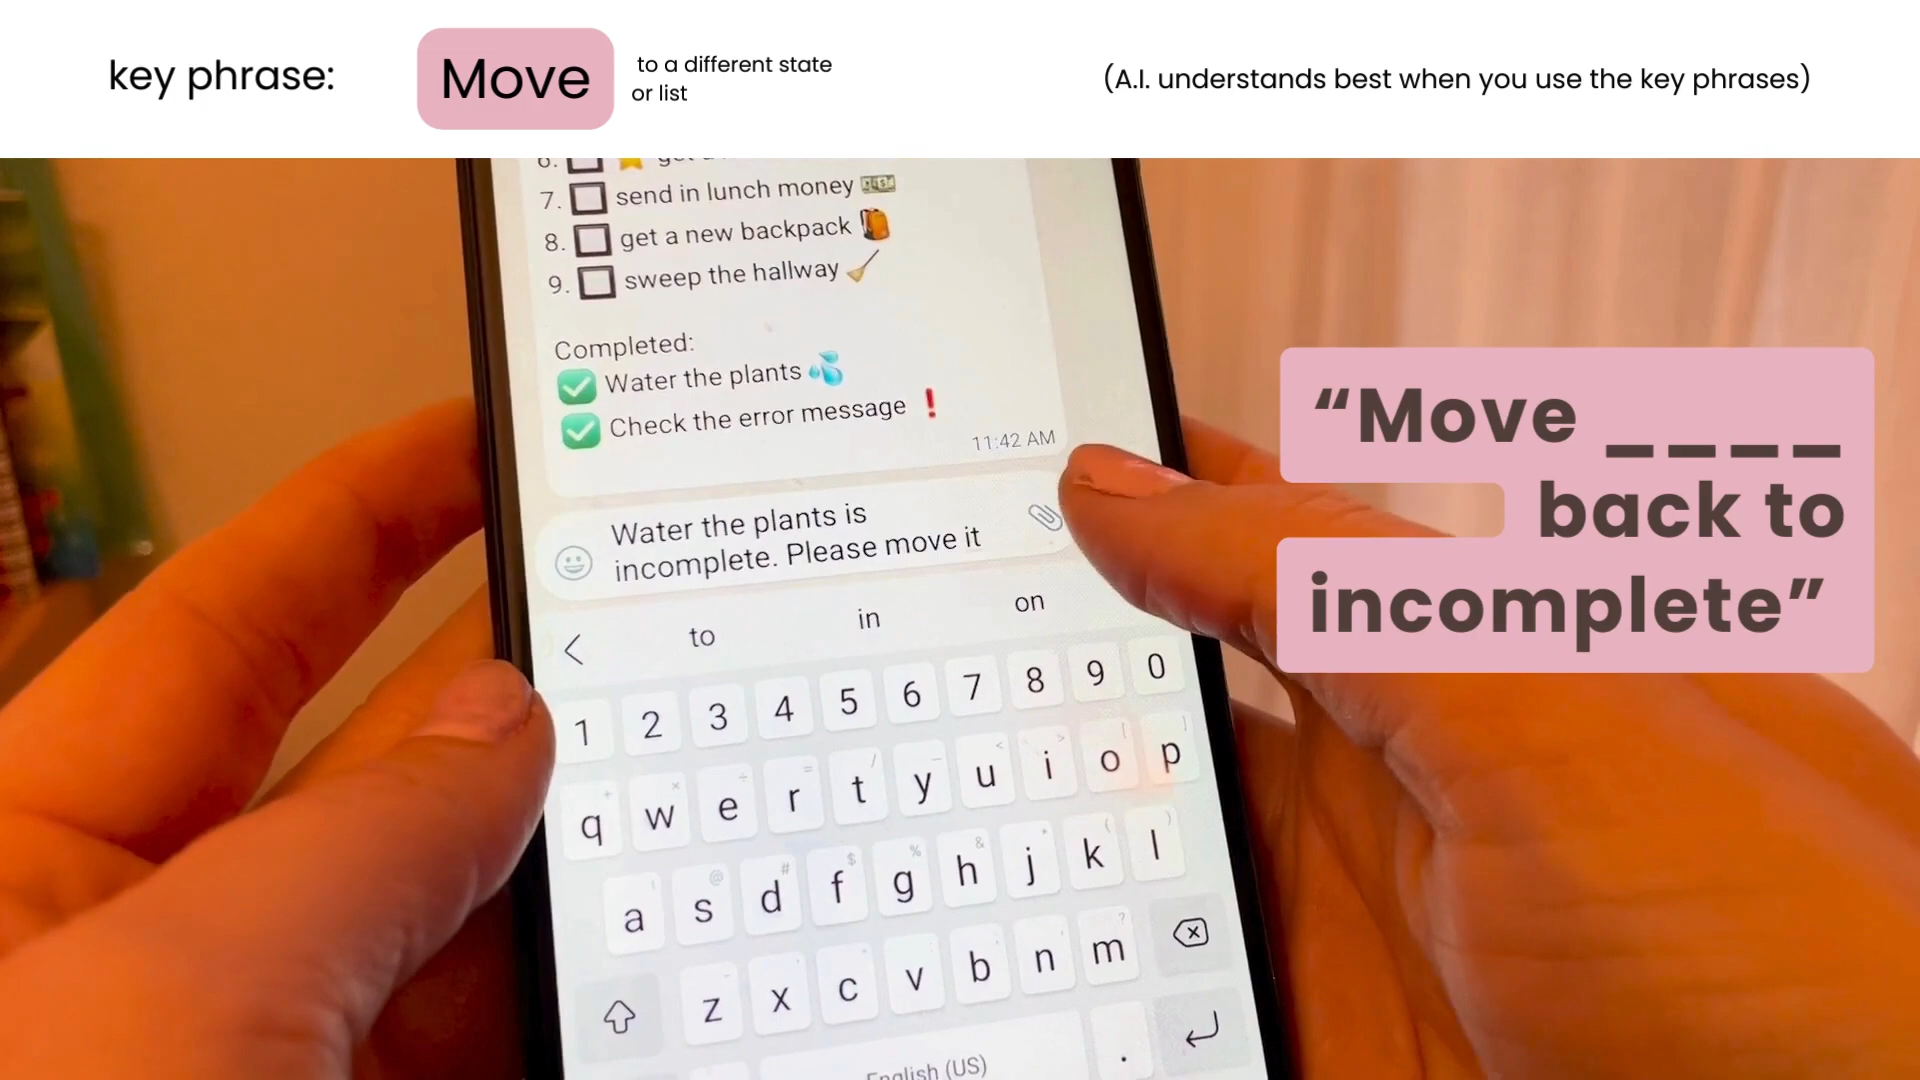 key phrase:
Move
to a different state
or list
(A.I. understands best when you use the key phrases)
6. get a
7. send in lunch money
8. get a new backpack
9. sweep the hallway
Completed:
Water the plants
Check the error message
11:42 AM
Water the plants is
incomplete. Please move it
to in on
1 2 3 4 5 6 7 8 9 0
q w e r t y u i o p
a s d f g h j k l
z x c v b n m
English (US) .
“Move _ _ _ _
back to
incomplete”